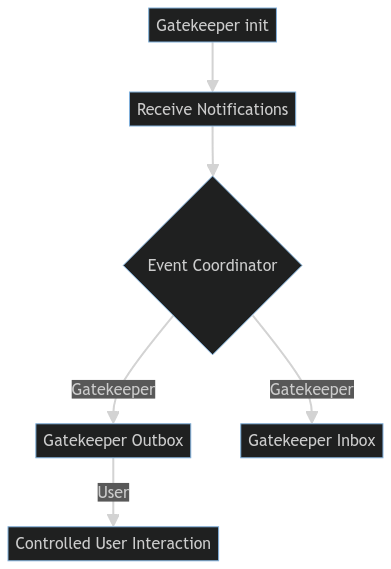 Gatekeeper init
Receive Notifications
Event Coordinator
Gatekeeper
Gatekeeper
Gatekeeper Outbox
Gatekeeper Inbox
User
Controlled User Interaction